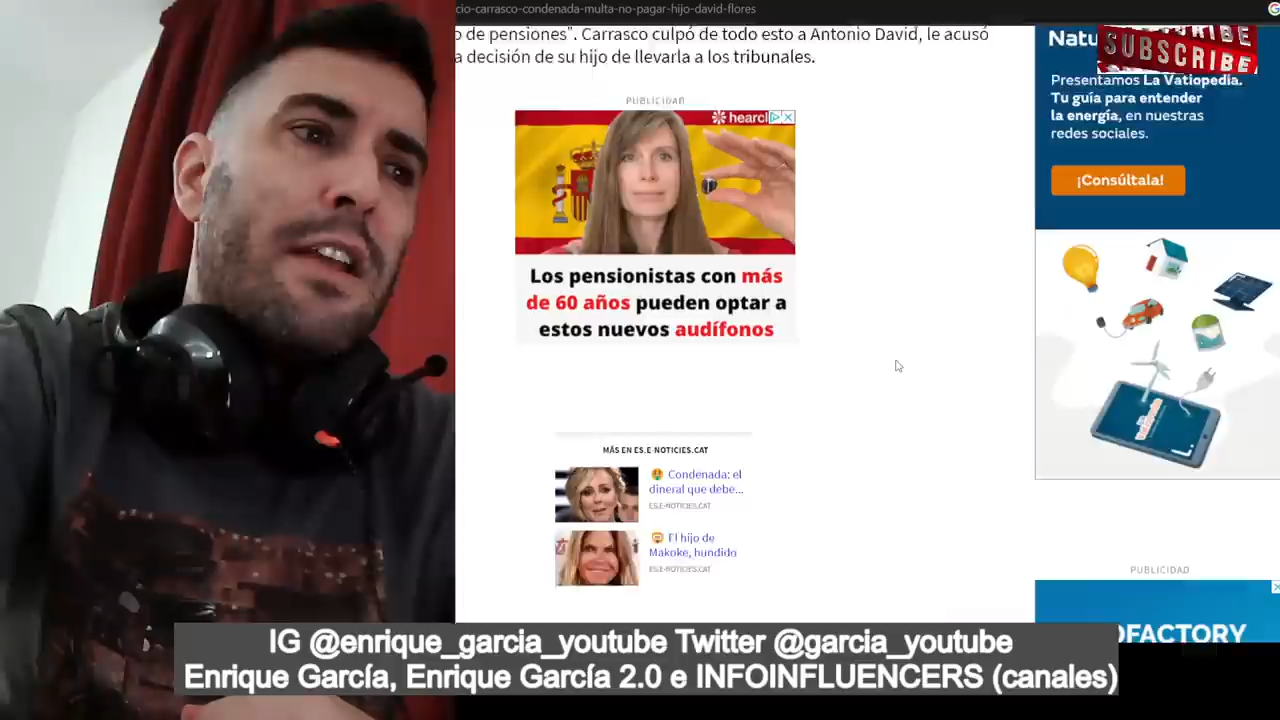 cio-carrasco-condenada-multa-no-pagar-hijo-david-flores
o de pensiones". Carrasco culpó de todo esto a Antonio David, le acusó
a decisión de su hijo de llevarla a los tribunales.
PUBLICIDAD
hearcl
Los pensionistas con más
de 60 años pueden optar a
estos nuevos audífonos
MÁS EN ES.E-NOTICIES.CAT
Condenada: el
dineral que debe...
ES.E-NOTICIES.CAT
El hijo de
Makoke, hundido
ES.E-NOTICIES.CAT
Natu
SUBSCRIBE
SUBSCRIBE
Presentamos La Vatiopedia.
Tu guía para entender
la energía, en nuestras
redes sociales.
¡Consúltala!
PUBLICIDAD
OFACTORY
IG @enrique_garcia_youtube Twitter @garcia_youtube
Enrique García, Enrique García 2.0 e INFOINFLUENCERS (canales)